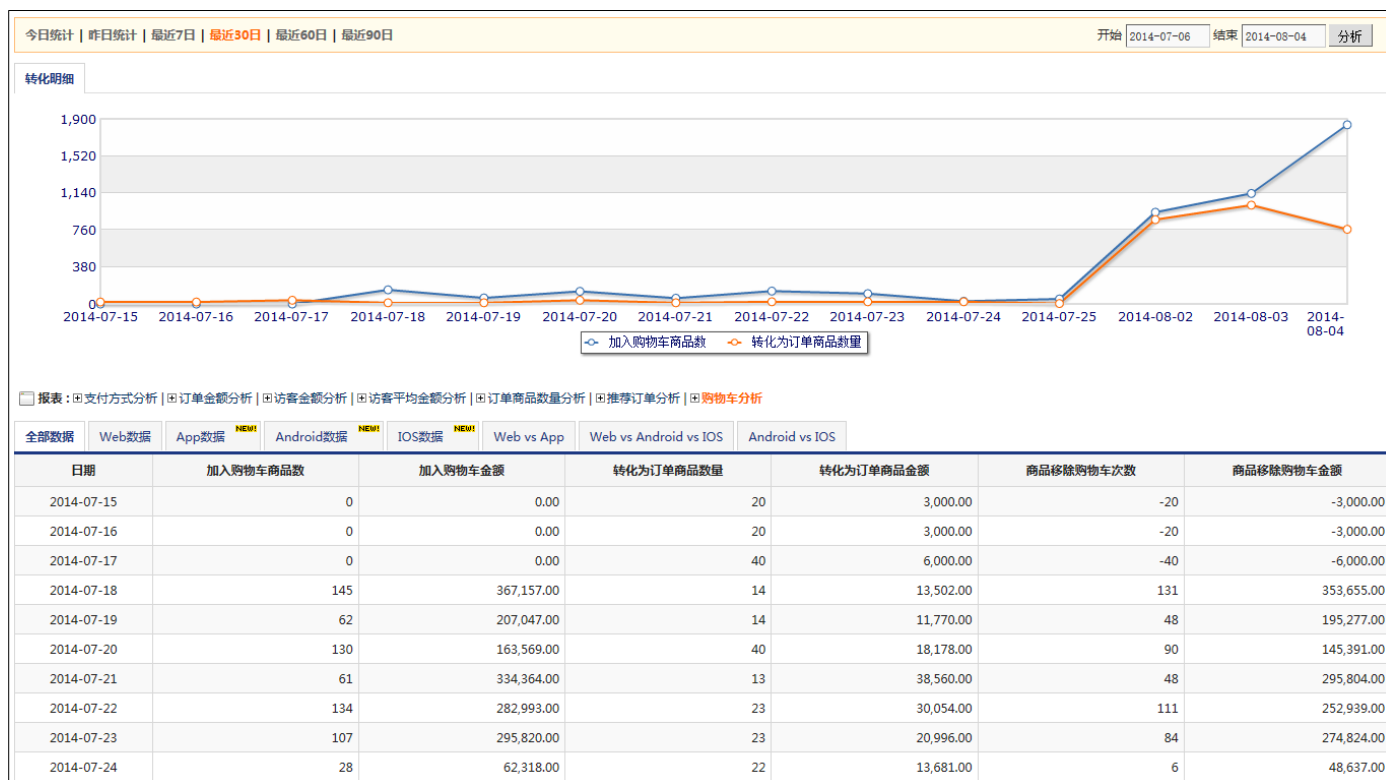 今日统计 | 昨日统计 | 最近7日 | 最近30日 | 最近60日 | 最近90日 开始 2014-07-06 结束 2014-08-04 分析
转化明细
1,900
1,520
1,140
760
380
0
2014-07-15 2014-07-16 2014-07-17 2014-07-18 2014-07-19 2014-07-20 2014-07-21 2014-07-22 2014-07-23 2014-07-24 2014-07-25 2014-08-02 2014-08-03 2014-08-04
加入购物车商品数 转化为订单商品数量
报表 : 支付方式分析 | 订单金额分析 | 访客金额分析 | 访客平均金额分析 | 订单商品数量分析 | 推荐订单分析 | 购物车分析
全部数据 Web数据 App数据 NEW! Android数据 NEW! IOS数据 NEW! Web vs App Web vs Android vs IOS Android vs IOS
日期 加入购物车商品数 加入购物车金额 转化为订单商品数量 转化为订单商品金额 商品移除购物车次数 商品移除购物车金额
2014-07-15 0 0.00 20 3,000.00 -20 -3,000.00
2014-07-16 0 0.00 20 3,000.00 -20 -3,000.00
2014-07-17 0 0.00 40 6,000.00 -40 -6,000.00
2014-07-18 145 367,157.00 14 13,502.00 131 353,655.00
2014-07-19 62 207,047.00 14 11,770.00 48 195,277.00
2014-07-20 130 163,569.00 40 18,178.00 90 145,391.00
2014-07-21 61 334,364.00 13 38,560.00 48 295,804.00
2014-07-22 134 282,993.00 23 30,054.00 111 252,939.00
2014-07-23 107 295,820.00 23 20,996.00 84 274,824.00
2014-07-24 28 62,318.00 22 13,681.00 6 48,637.00